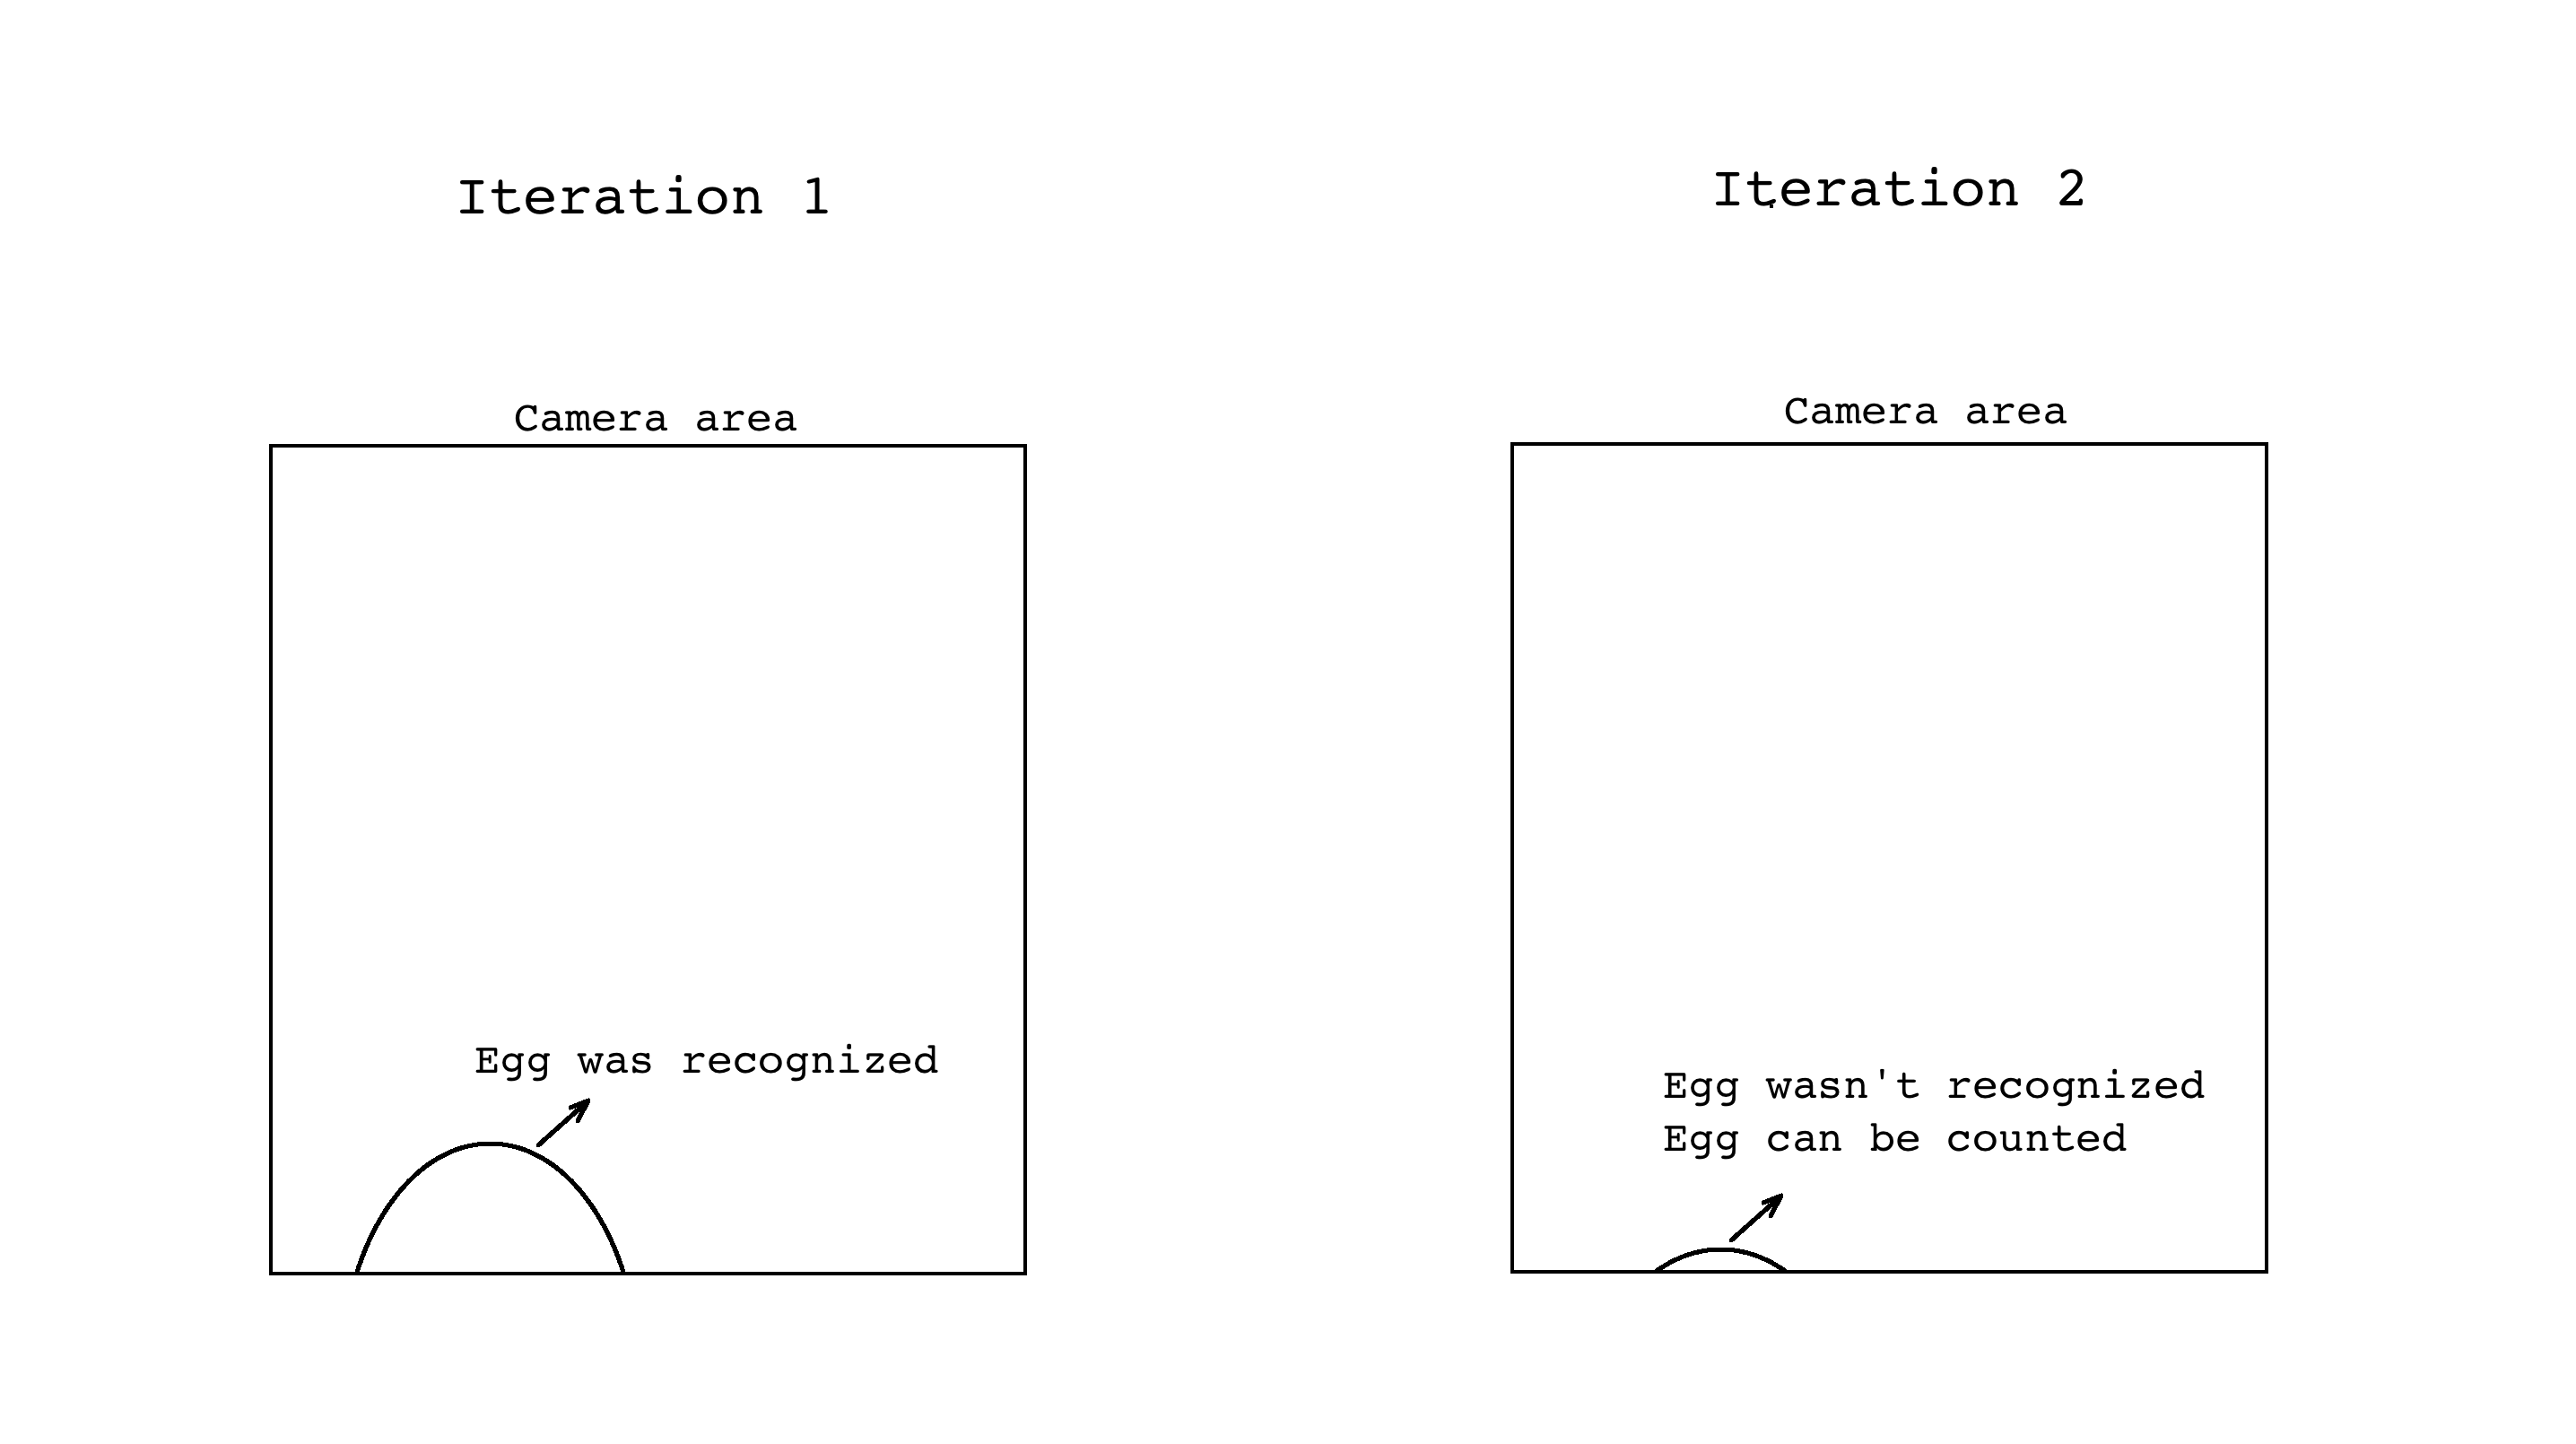 Iteration 1
Camera area
Egg was recognized
Iteration 2
Camera area
Egg wasn't recognized
Egg can be counted